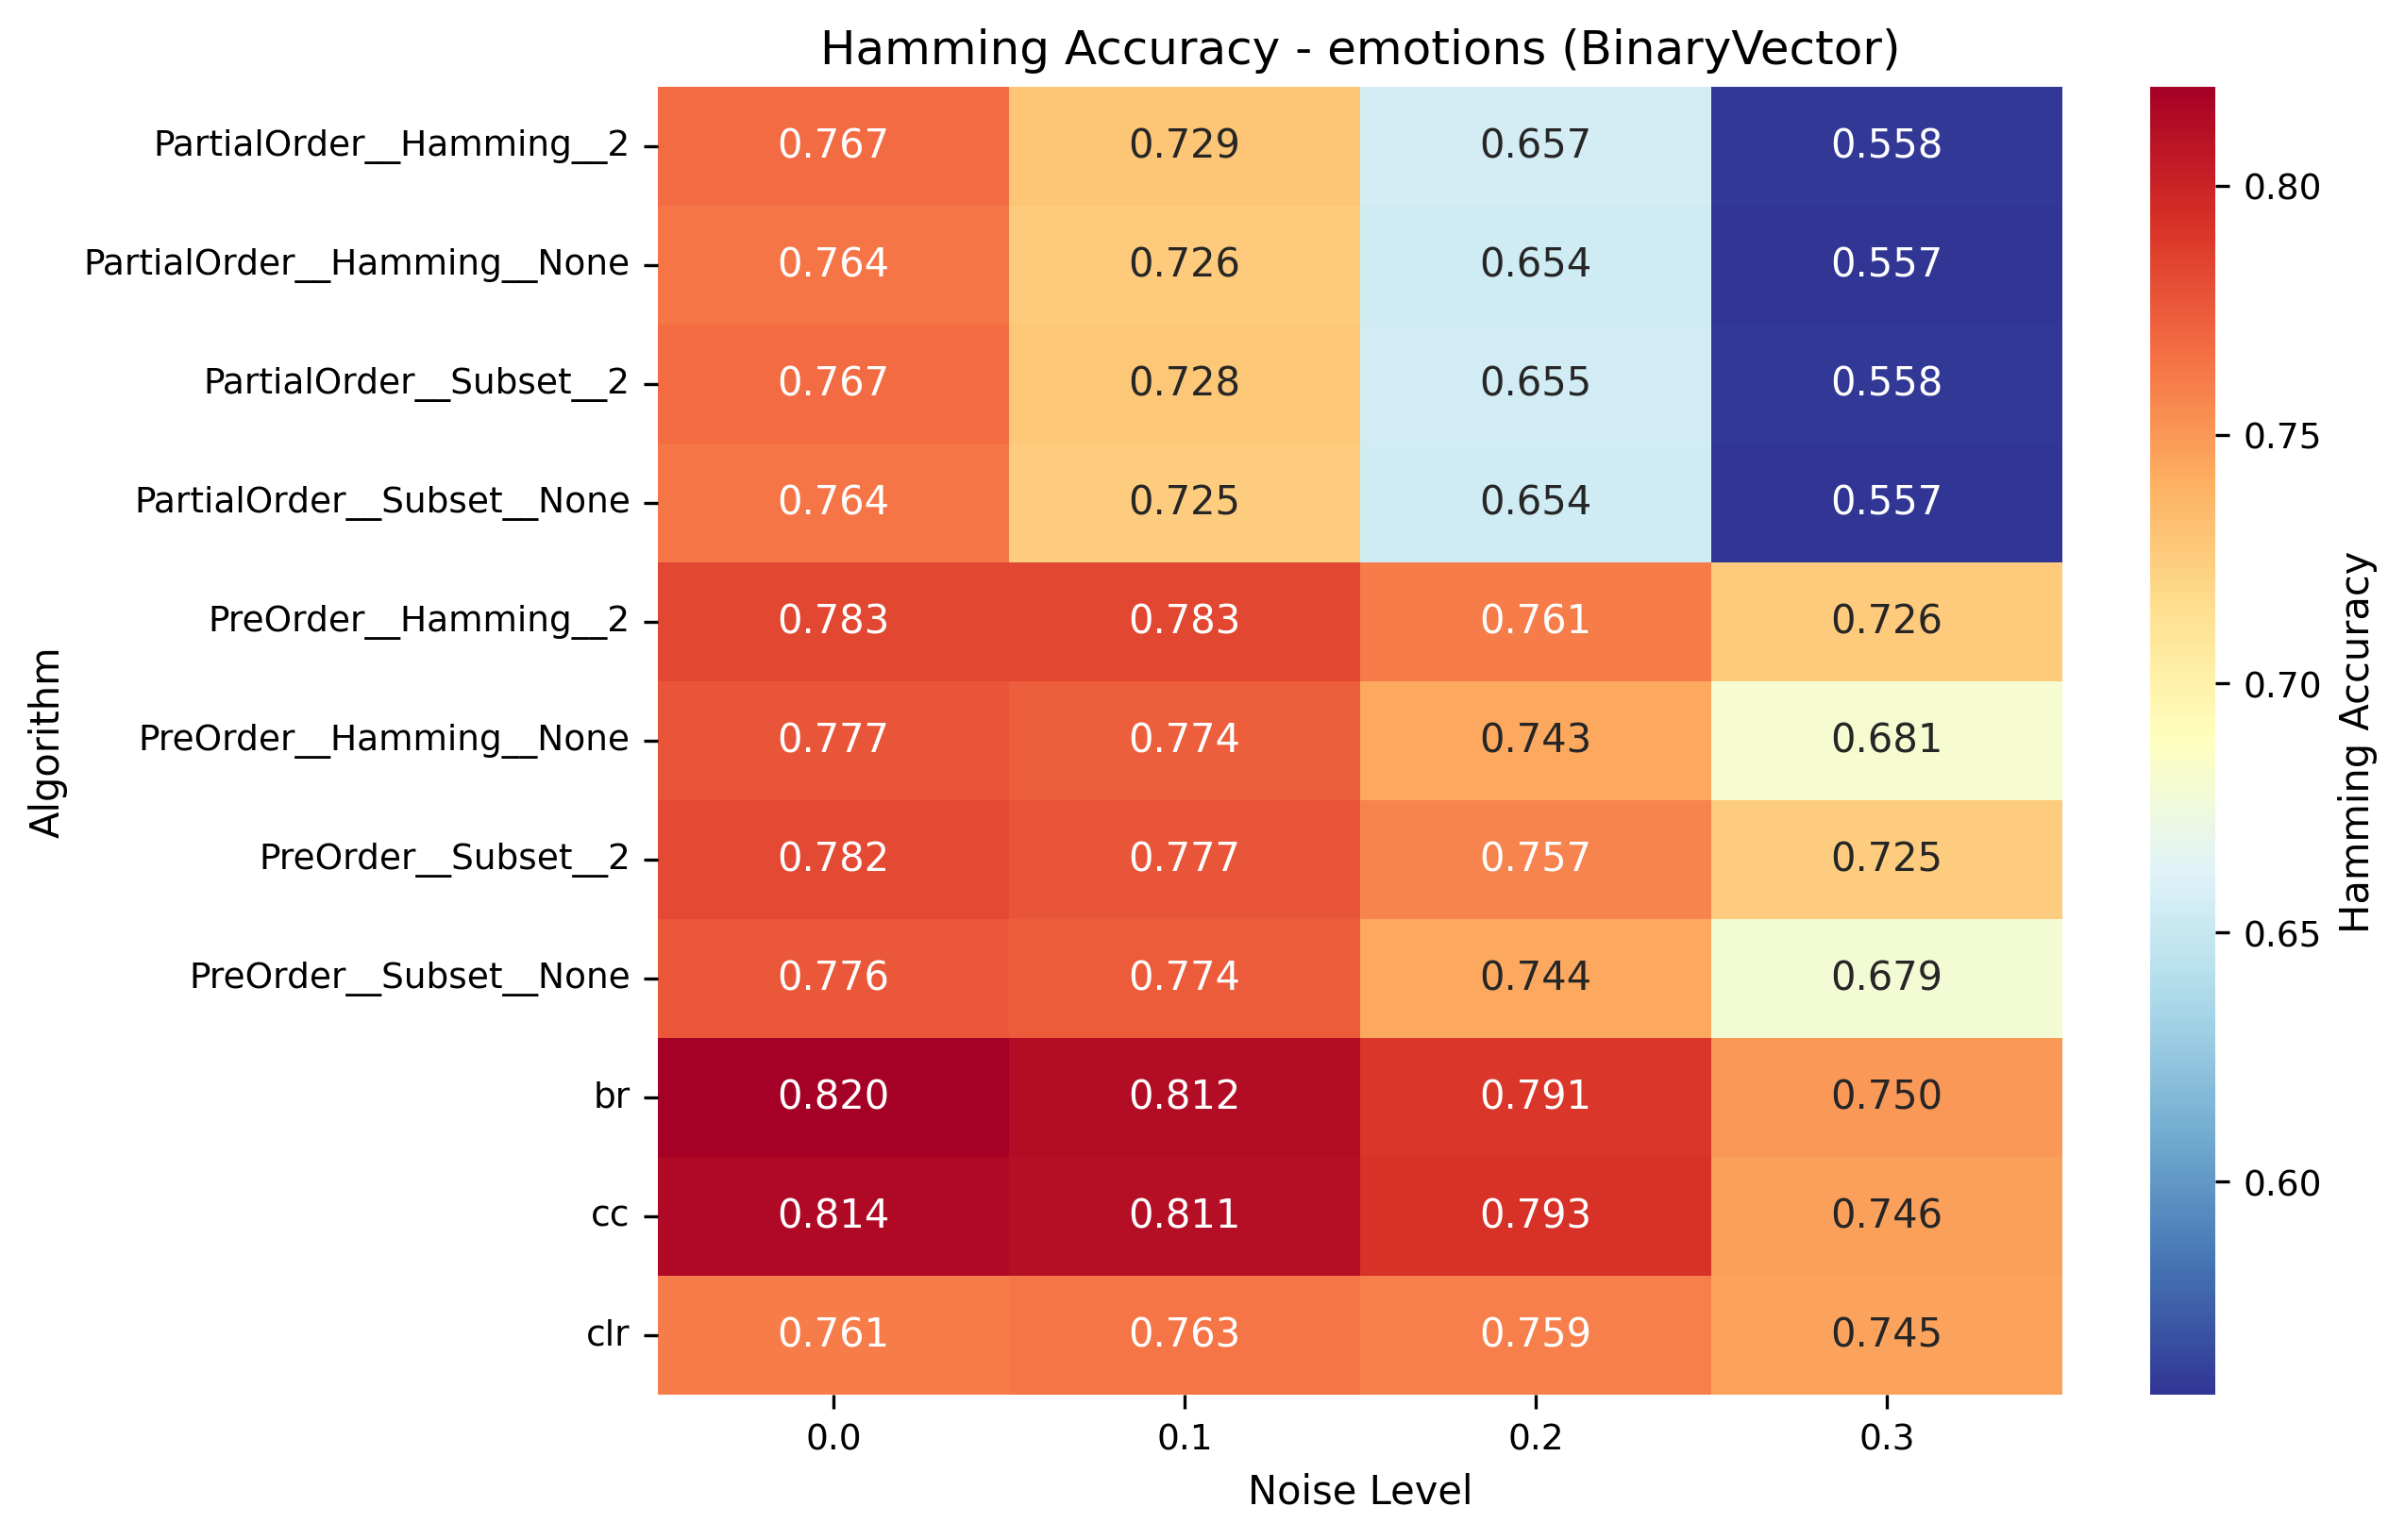 Hamming Accuracy - emotions (BinaryVector)
Algorithm
PartialOrder__Hamming__2 0.767 0.729 0.657 0.558
PartialOrder__Hamming__None 0.764 0.726 0.654 0.557
PartialOrder__Subset__2 0.767 0.728 0.655 0.558
PartialOrder__Subset__None 0.764 0.725 0.654 0.557
PreOrder__Hamming__2 0.783 0.783 0.761 0.726
PreOrder__Hamming__None 0.777 0.774 0.743 0.681
PreOrder__Subset__2 0.782 0.777 0.757 0.725
PreOrder__Subset__None 0.776 0.774 0.744 0.679
br 0.820 0.812 0.791 0.750
cc 0.814 0.811 0.793 0.746
clr 0.761 0.763 0.759 0.745
0.0 0.1 0.2 0.3
Noise Level
0.80
0.75
0.70
0.65
0.60
Hamming Accuracy